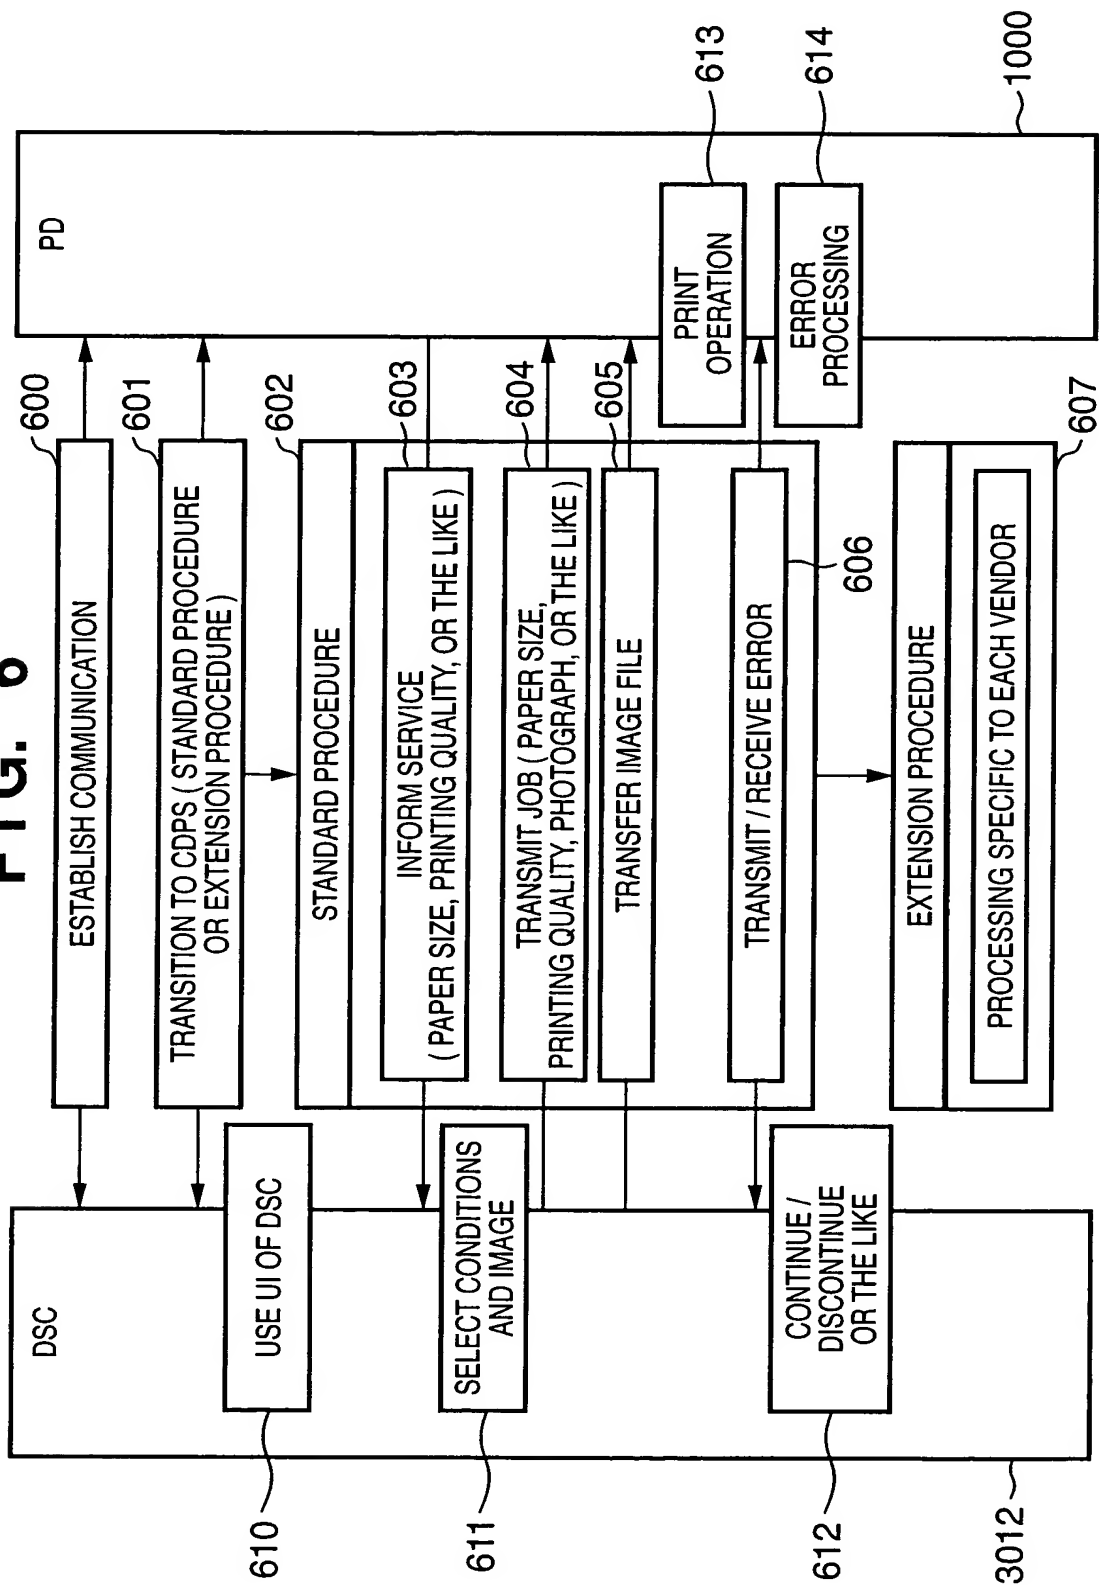 FIG. 6
DSC
PD
600
ESTABLISH COMMUNICATION
601
TRANSITION TO CDPS ( STANDARD PROCEDURE
OR EXTENSION PROCEDURE )
USE UI OF DSC
610
602
STANDARD PROCEDURE
603
INFORM SERVICE
( PAPER SIZE, PRINTING QUALITY, OR THE LIKE )
SELECT CONDITIONS
AND IMAGE
611
604
TRANSMIT JOB ( PAPER SIZE,
PRINTING QUALITY, PHOTOGRAPH, OR THE LIKE )
605
TRANSFER IMAGE FILE
PRINT
OPERATION
613
TRANSMIT / RECEIVE ERROR
606
CONTINUE /
DISCONTINUE
OR THE LIKE
612
ERROR
PROCESSING
614
EXTENSION PROCEDURE
PROCESSING SPECIFIC TO EACH VENDOR
607
3012
1000